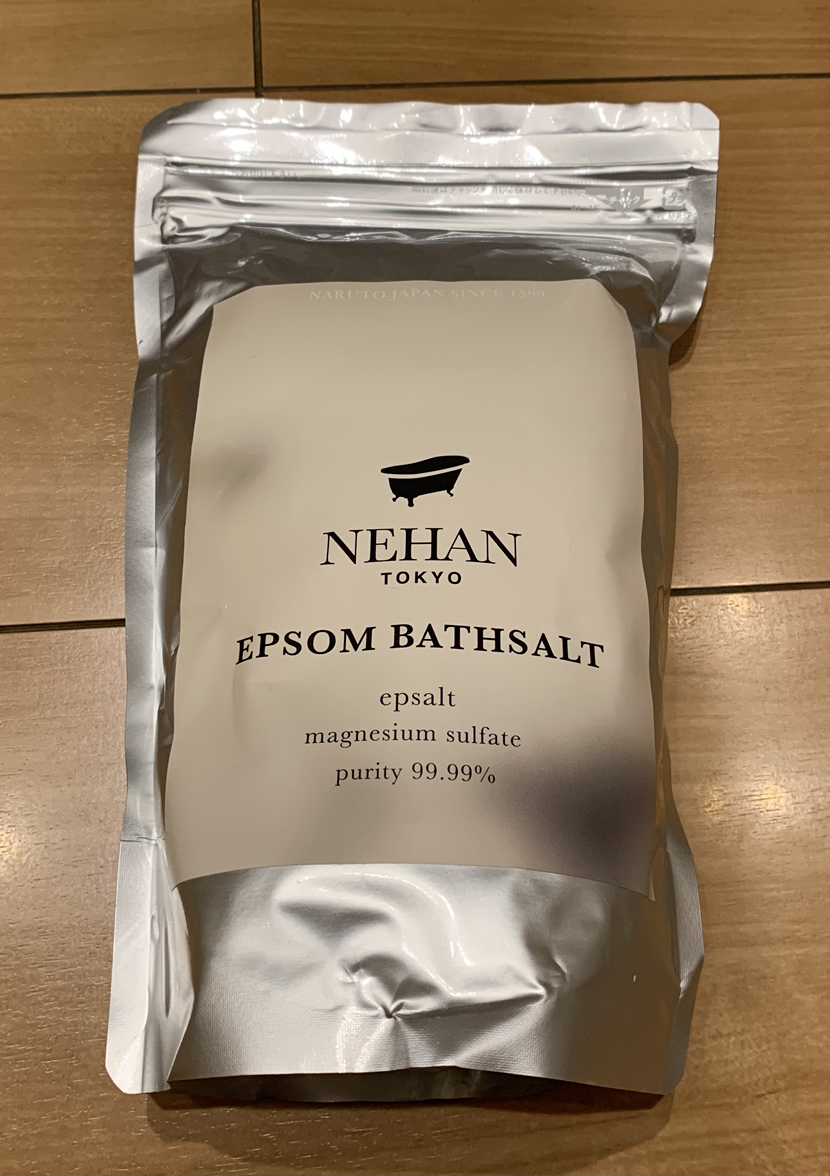 NARUTO JAPAN SINCE 1599
NEHAN
TOKYO
EPSOM BATHSALT
epsalt
magnesium sulfate
purity 99.99%